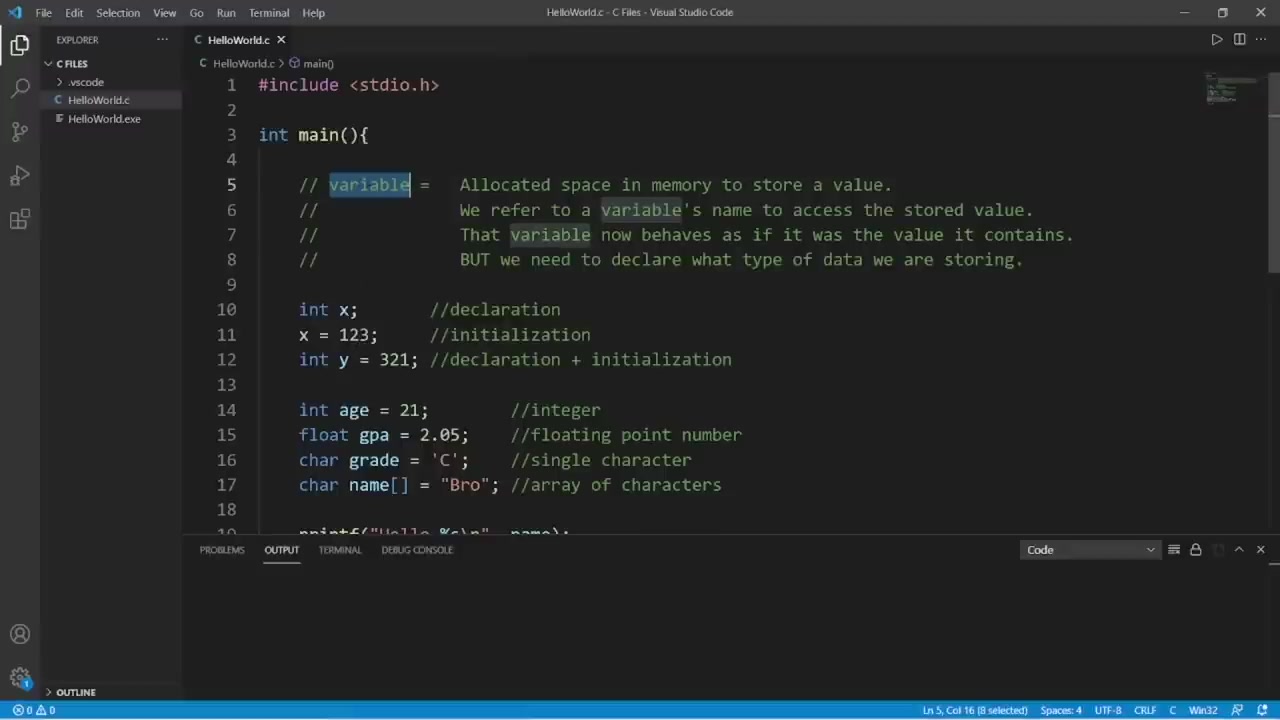 File Edit Selection View Go Run Terminal Help
HelloWorld.c - C Files - Visual Studio Code
EXPLORER
HelloWorld.c
C FILES
HelloWorld.c > main()
.vscode
C HelloWorld.c
HelloWorld.exe
1 #include <stdio.h>
2
3 int main(){
4
5 // variable = Allocated space in memory to store a value.
6 // We refer to a variable's name to access the stored value.
7 // That variable now behaves as if it was the value it contains.
8 // BUT we need to declare what type of data we are storing.
9
10 int x; //declaration
11 x = 123; //initialization
12 int y = 321; //declaration + initialization
13
14 int age = 21; //integer
15 float gpa = 2.05; //floating point number
16 char grade = 'C'; //single character
17 char name[] = "Bro"; //array of characters
18
19 printf("Hello %s\n", name);
PROBLEMS OUTPUT TERMINAL DEBUG CONSOLE
Code
OUTLINE
1
0 0
Ln 5, Col 16 (8 selected) Spaces: 4 UTF-8 CRLF C Win32